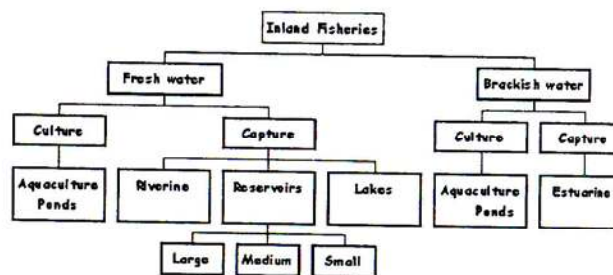 Inland Fisheries
Fresh water
Brackish water
Culture
Capture
Culture
Capture
Aquaculture
Ponds
Riverine
Reservoirs
Lakes
Aquaculture
Ponds
Estuarine
Large
Medium
Small